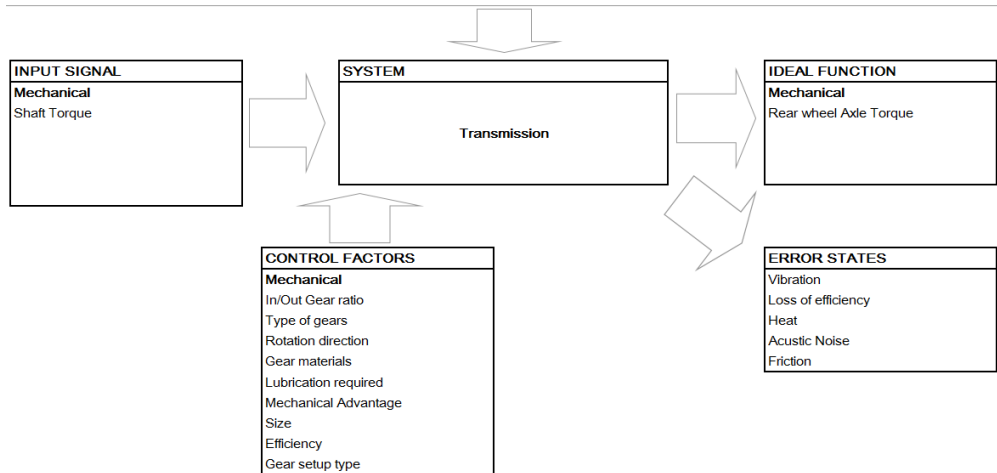 INPUT SIGNAL
Mechanical
Shaft Torque
SYSTEM
Transmission
IDEAL FUNCTION
Mechanical
Rear wheel Axle Torque
CONTROL FACTORS
Mechanical
In/Out Gear ratio
Type of gears
Rotation direction
Gear materials
Lubrication required
Mechanical Advantage
Size
Efficiency
Gear setup type
ERROR STATES
Vibration
Loss of efficiency
Heat
Acustic Noise
Friction